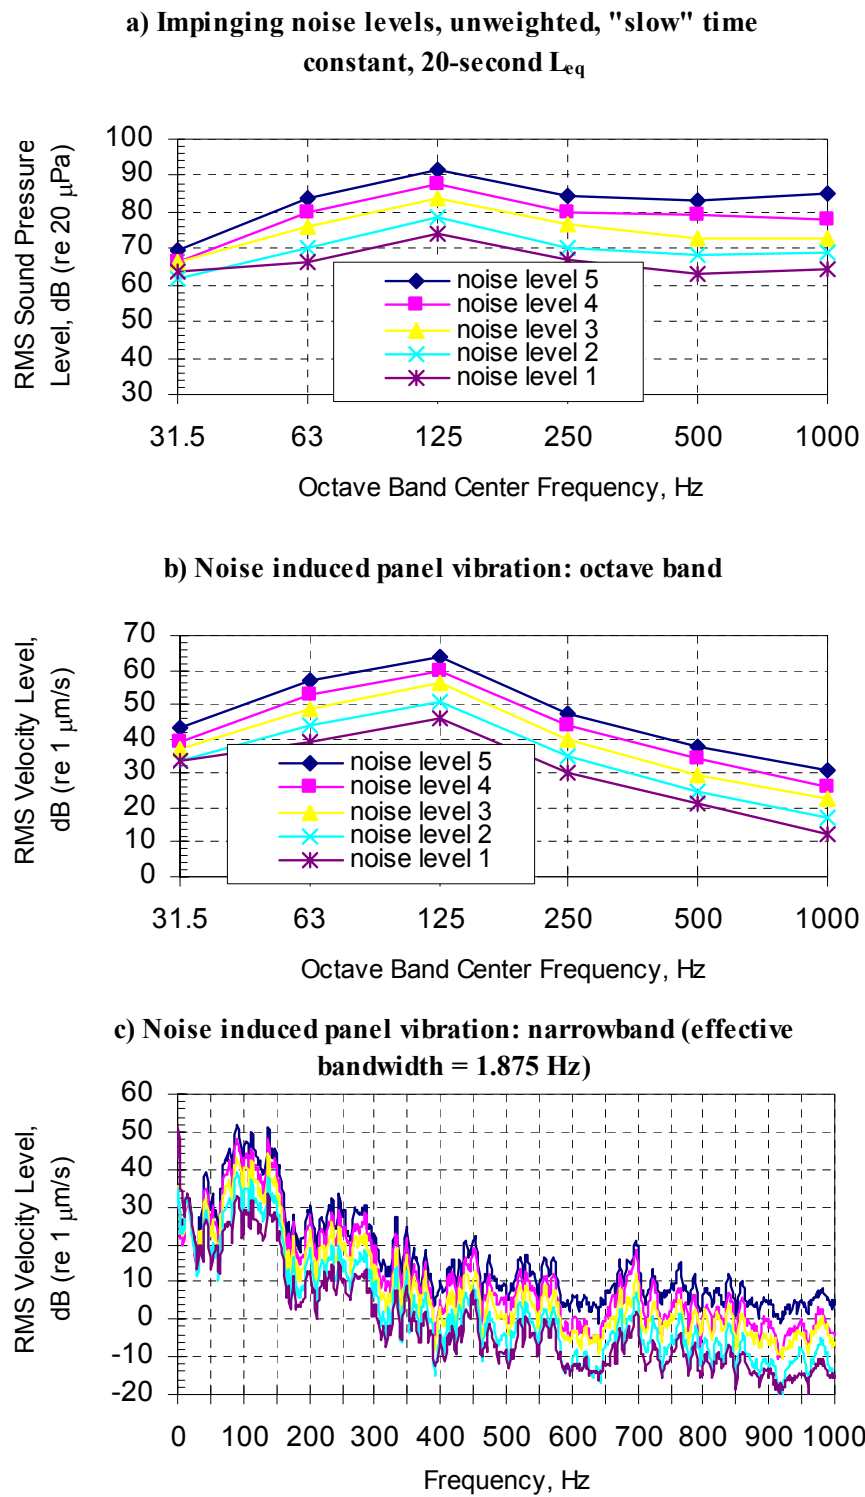 a) Impinging noise levels, unweighted, "slow" time
constant, 20-second Leq
RMS Sound Pressure
Level, dB (re 20 μPa)
100
90
80
70
60
50
40
30
noise level 5
noise level 4
noise level 3
noise level 2
noise level 1
31.5 63 125 250 500 1000
Octave Band Center Frequency, Hz
b) Noise induced panel vibration: octave band
RMS Velocity Level,
dB (re 1 μm/s)
70
60
50
40
30
20
10
0
noise level 5
noise level 4
noise level 3
noise level 2
noise level 1
31.5 63 125 250 500 1000
Octave Band Center Frequency, Hz
c) Noise induced panel vibration: narrowband (effective
bandwidth = 1.875 Hz)
RMS Velocity Level,
dB (re 1 μm/s)
60
50
40
30
20
10
0
-10
-20
0 100 200 300 400 500 600 700 800 900 1000
Frequency, Hz